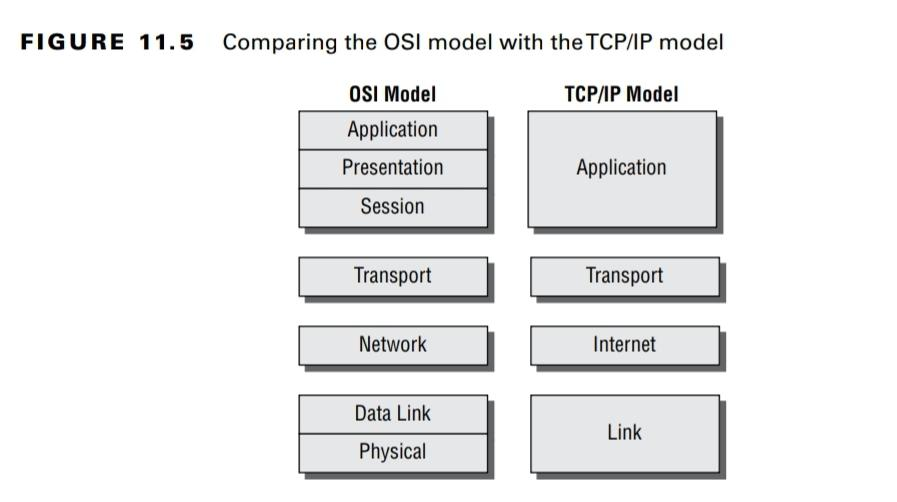 FIGURE 11.5 Comparing the OSI model with the TCP/IP model
OSI Model
Application
Presentation
Session
Transport
Network
Data Link
Physical
TCP/IP Model
Application
Transport
Internet
Link